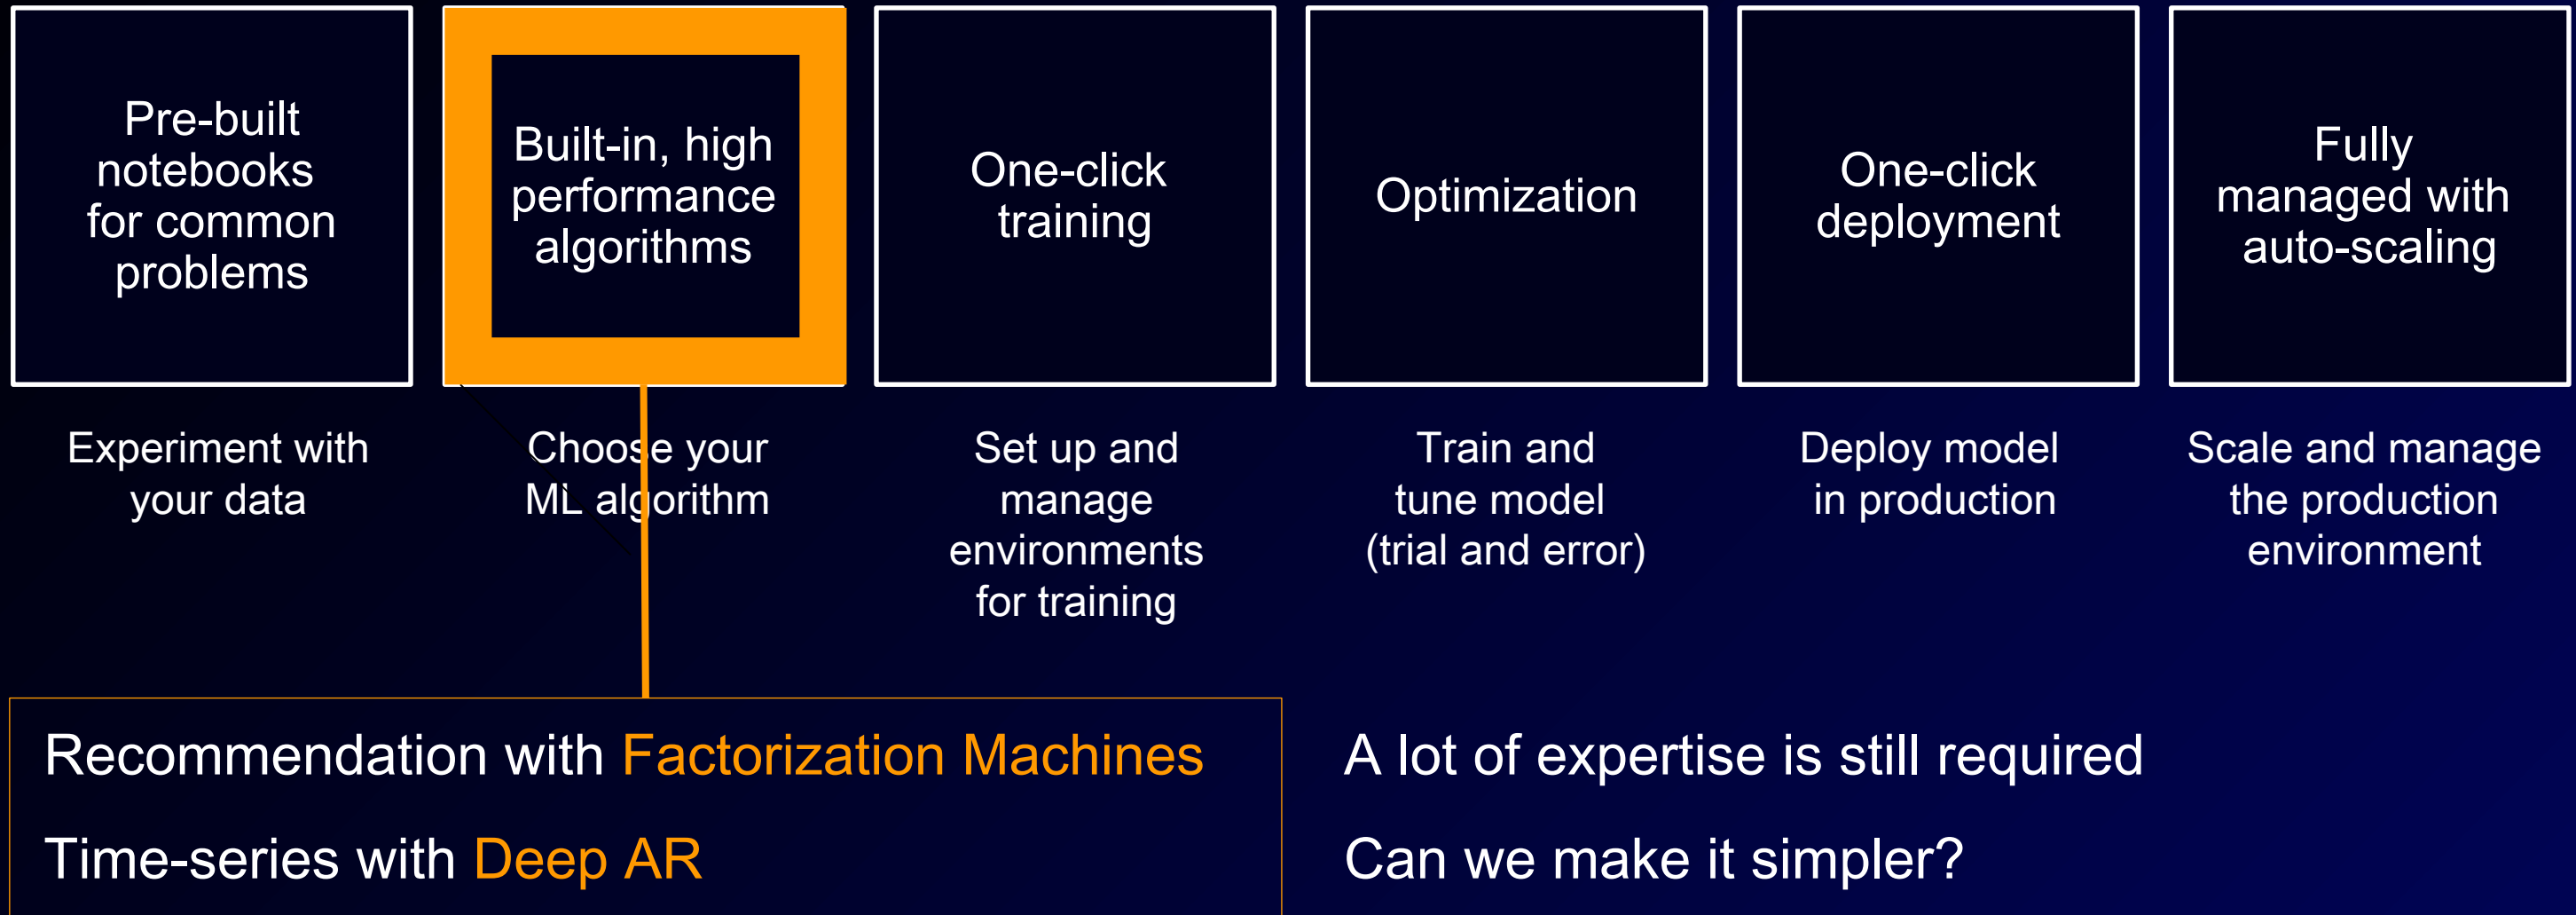 Pre-built
notebooks
for common
problems
Built-in, high
performance
algorithms
One-click
training
Optimization
One-click
deployment
Fully
managed with
auto-scaling
Experiment with
your data
Choose your
ML algorithm
Set up and
manage
environments
for training
Train and
tune model
(trial and error)
Deploy model
in production
Scale and manage
the production
environment
Recommendation with Factorization Machines
Time-series with Deep AR
A lot of expertise is still required
Can we make it simpler?